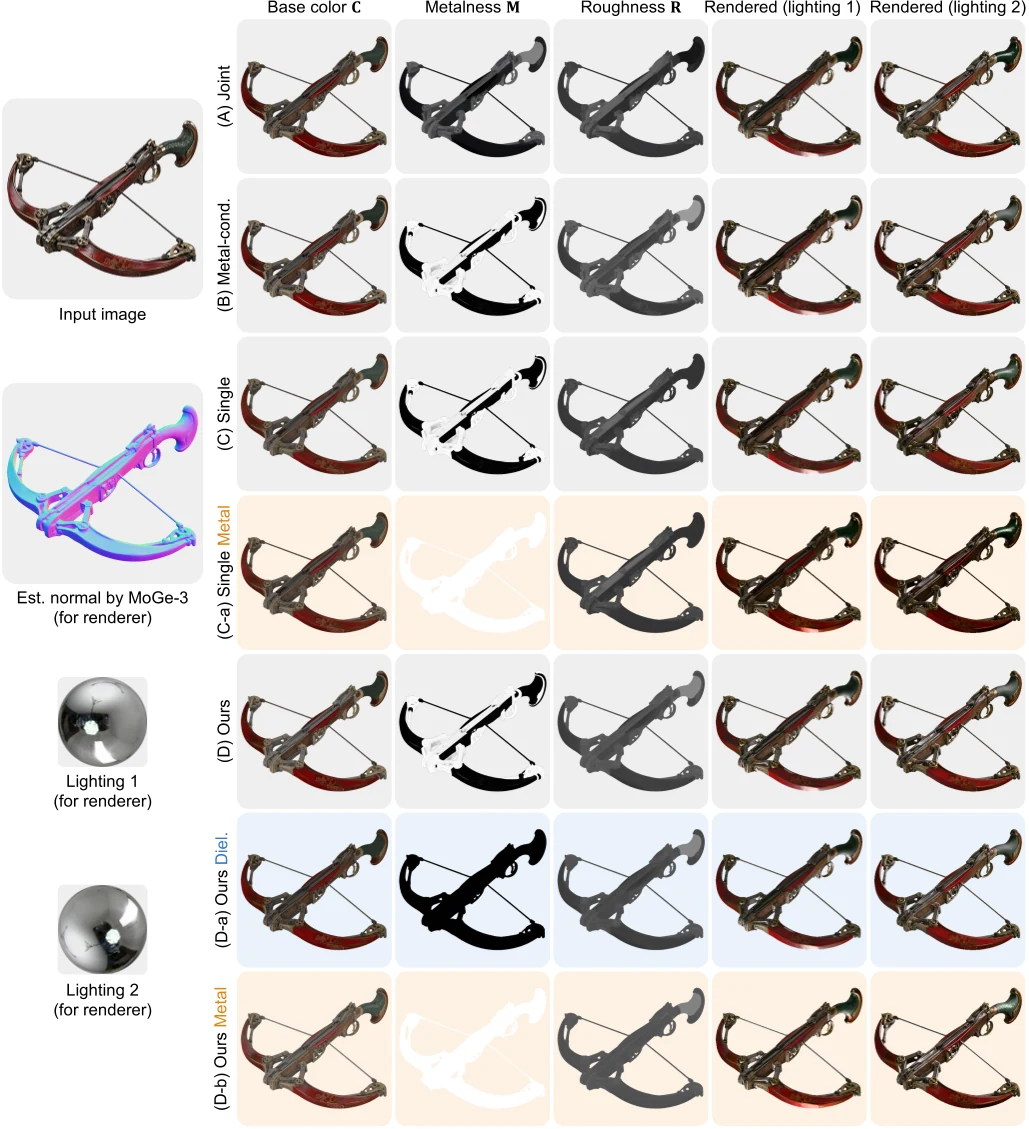 Base color C
Metalness M
Roughness R
Rendered (lighting 1)
Rendered (lighting 2)
(A) Joint
Input image
(B) Metal-cond.
(C) Single
Est. normal by MoGe-3
(for renderer)
(C-a) Single Metal
Lighting 1
(for renderer)
(D) Ours
(D-a) Ours Diel.
Lighting 2
(for renderer)
(D-b) Ours Metal